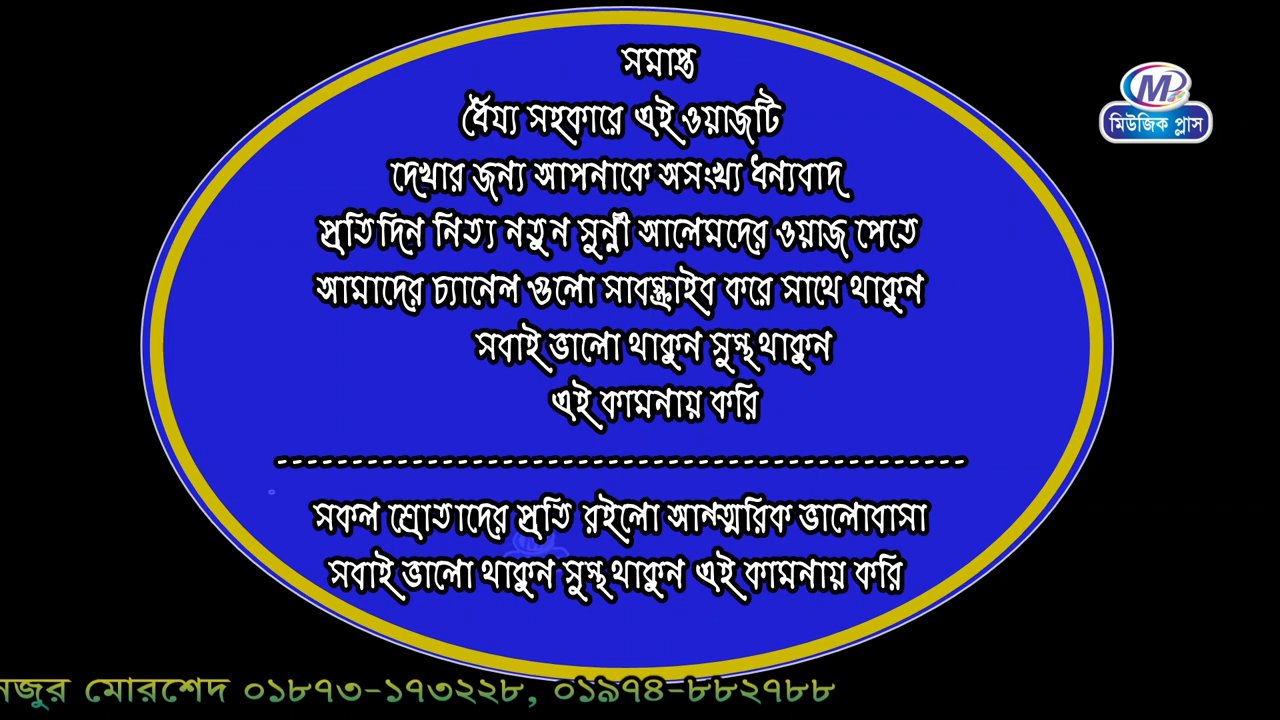 সমাপ্ত
ধৈর্য্য সহকারে এই ওয়াজটি
দেখার জন্য আপনাকে অসংখ্য ধন্যবাদ
প্রতিদিন নিত্য নতুন সুন্নী আলেমদের ওয়াজ পেতে
আমাদের চ্যানেল গুলো সাবস্ক্রাইব করে সাথে থাকুন
সবাই ভালো থাকুন সুস্থ থাকুন
এই কামনায় করি
----------------------------------------------
সকল শ্রোতাদের প্রতি রইলো আন্তরিক ভালোবাসা
সবাই ভালো থাকুন সুস্থ থাকুন এই কামনায় করি
M
মিউজিক প্লাস
নজুর মোরশেদ ০১৮৭৩-১৭৩২২৮, ০১৯৭৪-৮৮২৭৮৮